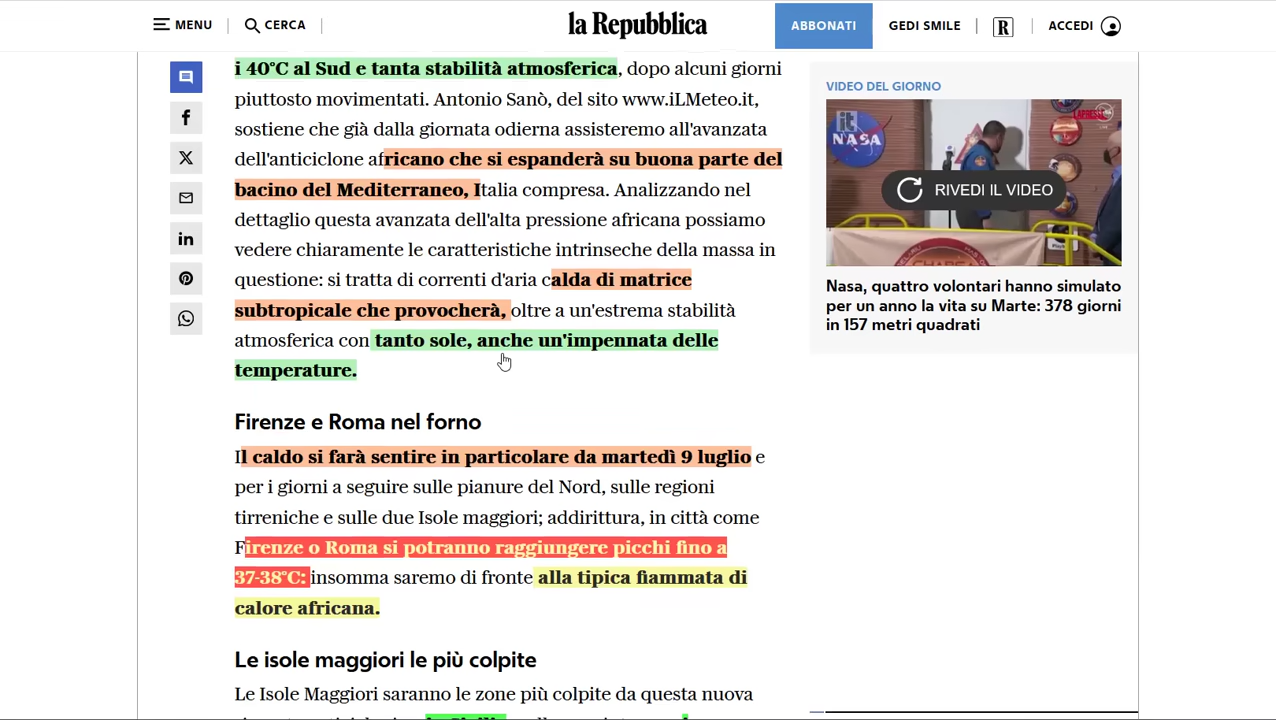 MENU
CERCA
la Repubblica
ABBONATI
GEDI SMILE
R
ACCEDI
i 40°C al Sud e tanta stabilità atmosferica, dopo alcuni giorni
piuttosto movimentati. Antonio Sanò, del sito www.iLMeteo.it,
sostiene che già dalla giornata odierna assisteremo all'avanzata
dell'anticiclone africano che si espanderà su buona parte del
bacino del Mediterraneo, Italia compresa. Analizzando nel
dettaglio questa avanzata dell'alta pressione africana possiamo
vedere chiaramente le caratteristiche intrinseche della massa in
questione: si tratta di correnti d'aria calda di matrice
subtropicale che provocherà, oltre a un'estrema stabilità
atmosferica con tanto sole, anche un'impennata delle
temperature.
Firenze e Roma nel forno
Il caldo si farà sentire in particolare da martedì 9 luglio e
per i giorni a seguire sulle pianure del Nord, sulle regioni
tirreniche e sulle due Isole maggiori; addirittura, in città come
Firenze o Roma si potranno raggiungere picchi fino a
37-38°C: insomma saremo di fronte alla tipica fiammata di
calore africana.
Le isole maggiori le più colpite
Le Isole Maggiori saranno le zone più colpite da questa nuova
VIDEO DEL GIORNO
it
NASA
LAPRESSE
RIVEDI IL VIDEO
Nasa, quattro volontari hanno simulato
per un anno la vita su Marte: 378 giorni
in 157 metri quadrati